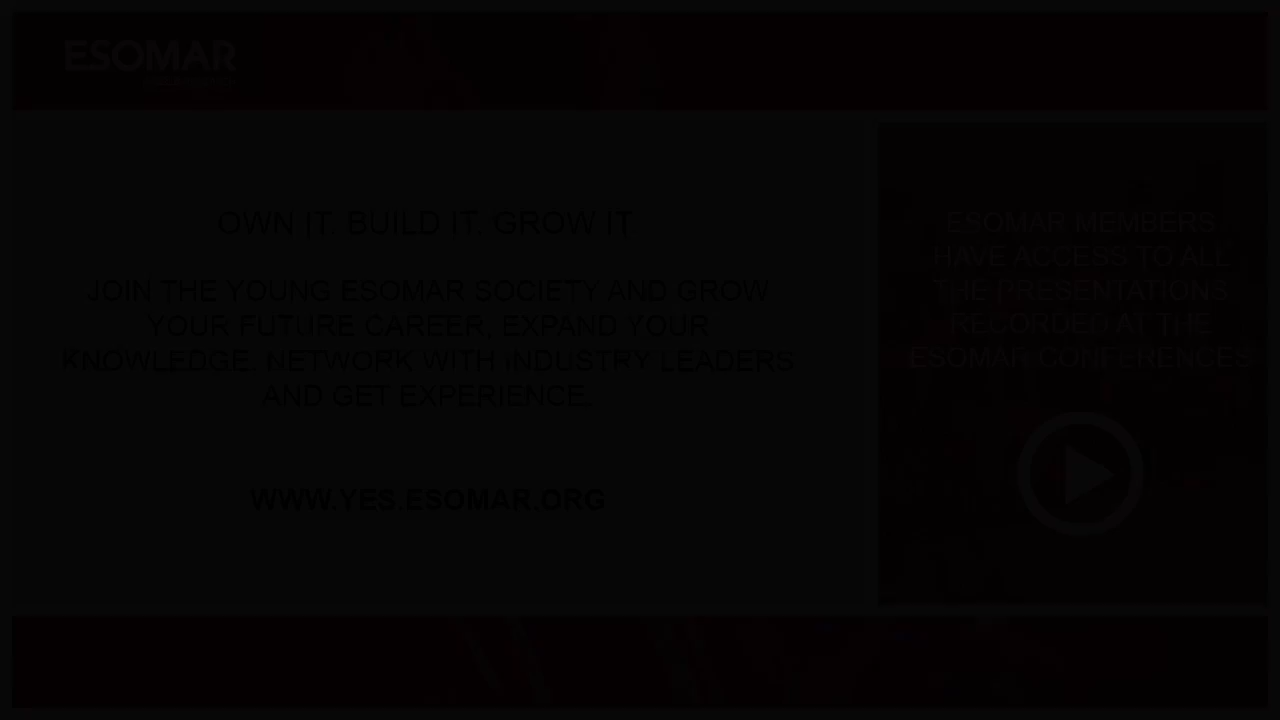 ESOMAR
OWN IT. BUILD IT. GROW IT
JOIN THE YOUNG ESOMAR SOCIETY AND GROW
YOUR FUTURE CAREER, EXPAND YOUR
KNOWLEDGE, NETWORK WITH INDUSTRY LEADERS
AND GET EXPERIENCE.
WWW.YES.ESOMAR.ORG
ESOMAR MEMBERS
HAVE ACCESS TO ALL
THE PRESENTATIONS
RECORDED AT THE
ESOMAR CONFERENCES